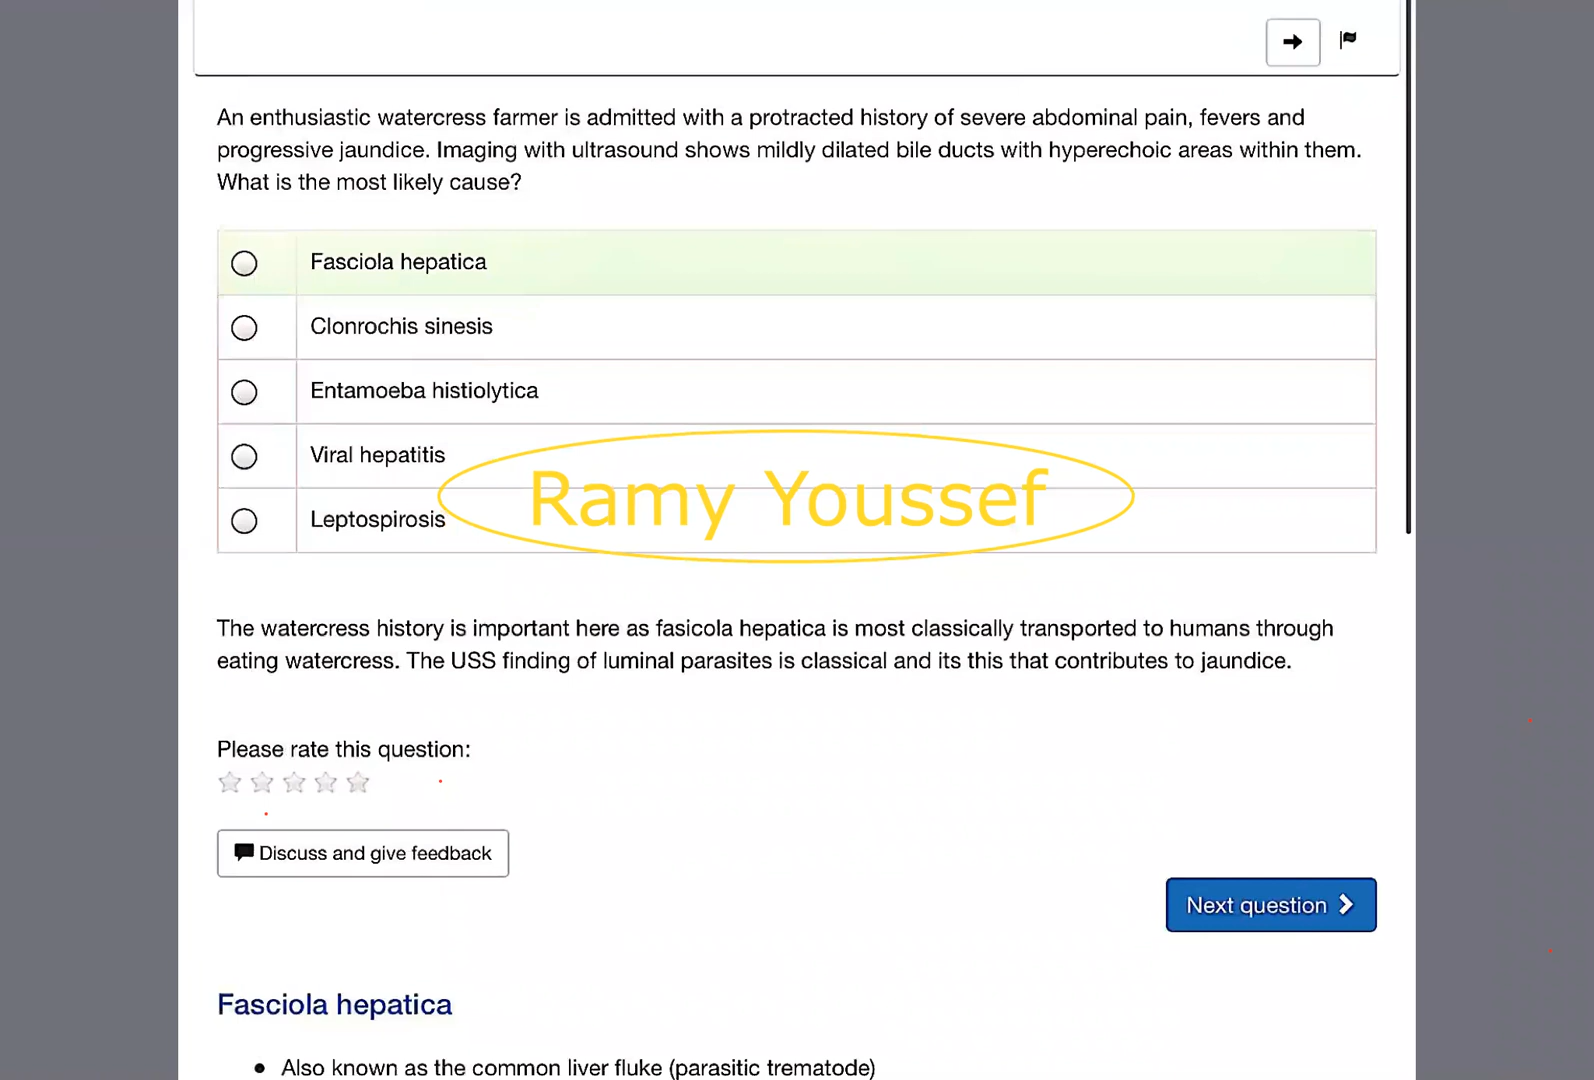 An enthusiastic watercress farmer is admitted with a protracted history of severe abdominal pain, fevers and
progressive jaundice. Imaging with ultrasound shows mildly dilated bile ducts with hyperechoic areas within them.
What is the most likely cause?
Fasciola hepatica
Clonrochis sinesis
Entamoeba histiolytica
Viral hepatitis
Ramy Youssef
Leptospirosis
The watercress history is important here as fasicola hepatica is most classically transported to humans through
eating watercress. The USS finding of luminal parasites is classical and its this that contributes to jaundice.
Please rate this question:
Discuss and give feedback
Next question
Fasciola hepatica
• Also known as the common liver fluke (parasitic trematode)